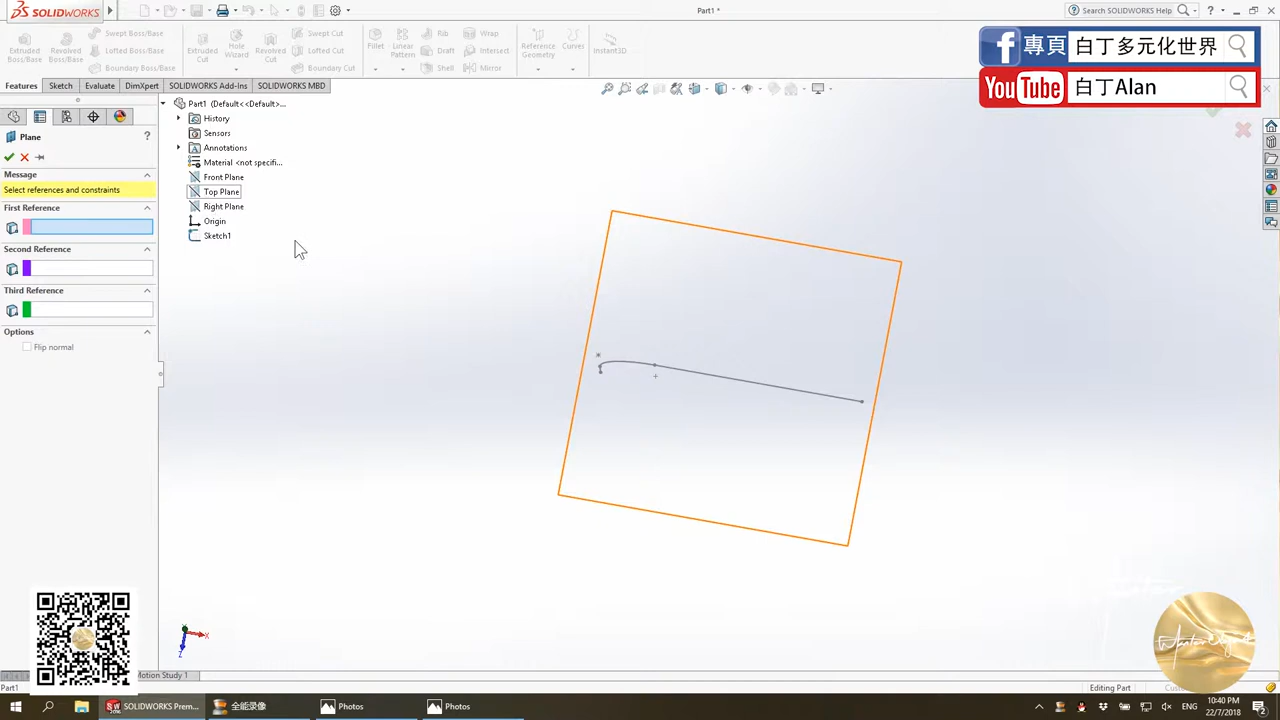 SOLIDWORKS
Part1 *
Search SOLIDWORKS Help
Extruded Boss/Base
Revolved Boss/Base
Swept Boss/Base
Lofted Boss/Base
Boundary Boss/Base
Extruded Cut
Hole Wizard
Revolved Cut
Swept Cut
Lofted Cut
Boundary Cut
Fillet
Linear Pattern
Rib
Draft
Shell
Wrap
Intersect
Mirror
Reference Geometry
Curves
Instant3D
f 專頁 白丁多元化世界
YouTube 白丁Alan
Features Sketch Evaluate DimXpert SOLIDWORKS Add-Ins SOLIDWORKS MBD
Plane
Message
Select references and constraints
First Reference
Second Reference
Third Reference
Options
Flip normal
Part1 (Default<<Default>...
History
Sensors
Annotations
Material <not specifi...
Front Plane
Top Plane
Right Plane
Origin
Sketch1
X
Z
Motion Study 1
Part1
Editing Part
SOLIDWORKS Prem...
全能录像
Photos
Photos
ENG
10:40 PM
22/7/2018